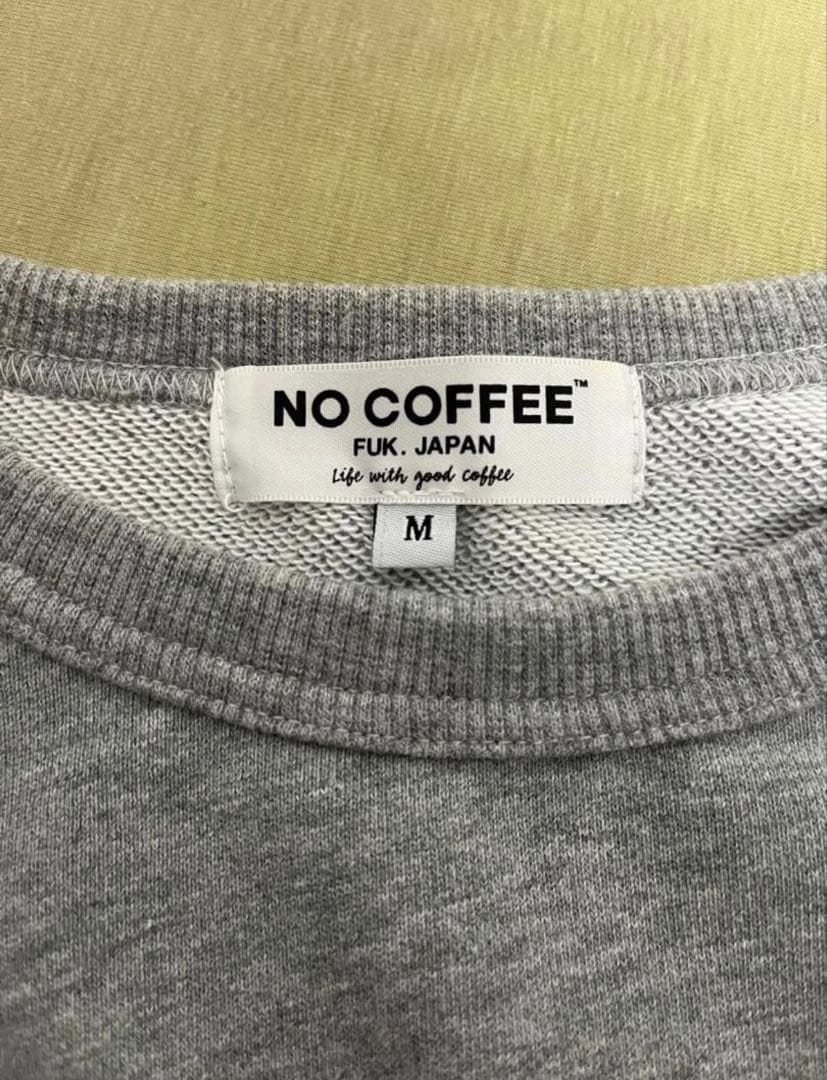 NO COFFEE™
FUK. JAPAN
Life with good coffee
M